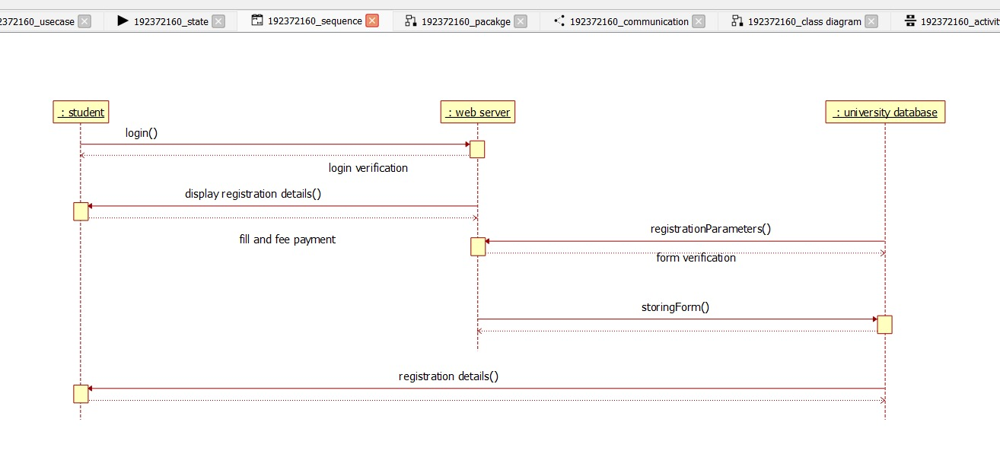 2372160_usecase 192372160_state 192372160_sequence 192372160_pacakge 192372160_communication 192372160_class diagram 192372160_activit
: student : web server : university database
login()
login verification
display registration details()
registrationParameters()
fill and fee payment
form verification
storingForm()
registration details()